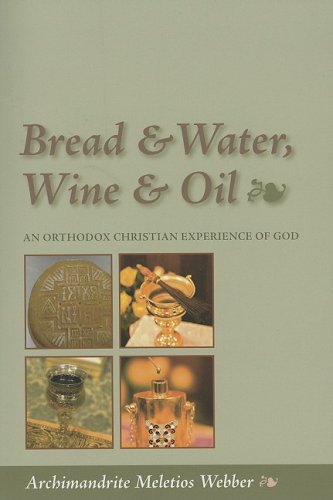 Bread & Water,
Wine & Oil
AN ORTHODOX CHRISTIAN EXPERIENCE OF GOD
Archimandrite Meletios Webber